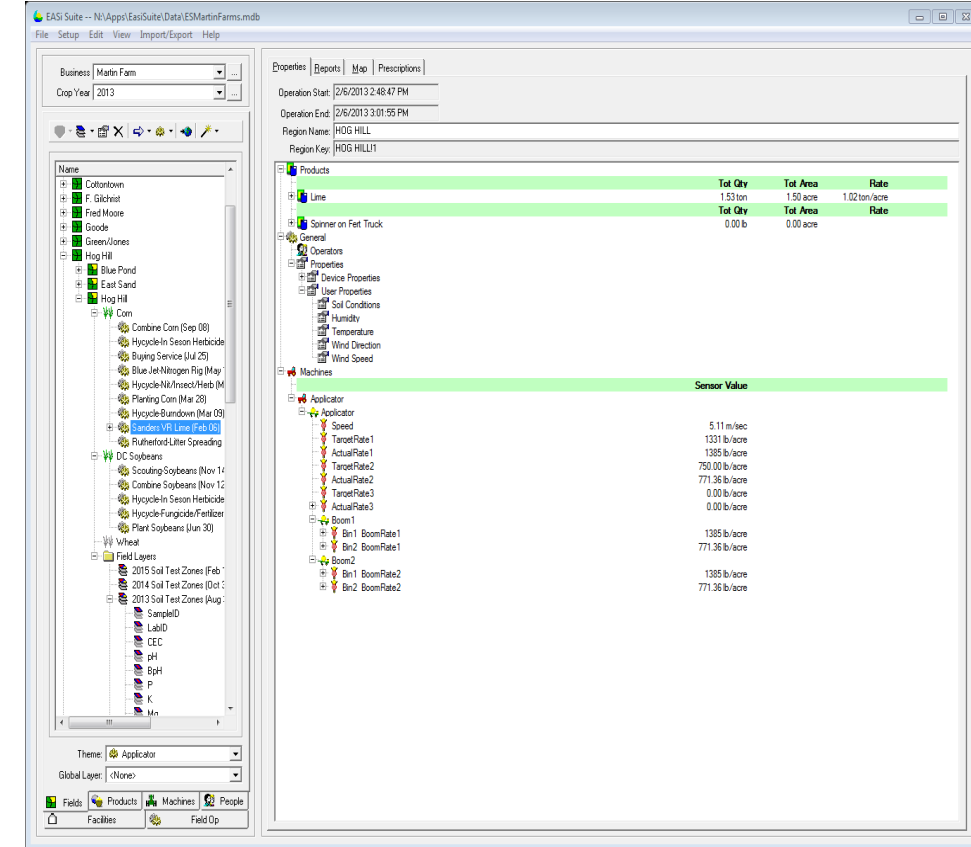 EASi Suite -- N:\Apps\EasiSuite\Data\ESMartinFarms.mdb
File Setup Edit View Import/Export Help
Business Martin Farm ...
Crop Year 2013 ...
Name
Cottontown
F. Gilchrist
Fred Moore
Goode
Green/Jones
Hog Hill
Blue Pond
East Sand
Hog Hill
Corn
Combine Corn (Sep 08)
Hycycle-In Seson Herbicide
Buying Service (Jul 25)
Blue Jet-Nitrogen Rig (May
Hycycle-Nit/Insect/Herb (M
Planting Corn (Mar 28)
Hycycle-Burndown (Mar 09)
Sanders VR Lime (Feb 06)
Rutherford-Litter Spreading
DC Soybeans
Scouting-Soybeans (Nov 14
Combine Soybeans (Nov 12
Hycycle-In Seson Herbicide
Hycycle-Fungicide/Fertilizer
Plant Soybeans (Jun 30)
Wheat
Field Layers
2015 Soil Test Zones (Feb
2014 Soil Test Zones (Oct
2013 Soil Test Zones (Aug
SampleID
LabID
CEC
pH
BpH
P
K
Mg
Theme: Applicator
Global Layer: <None>
Fields Products Machines People
Facilities Field Op
Properties Reports Map Prescriptions
Operation Start: 2/6/2013 2:48:47 PM
Operation End: 2/6/2013 3:01:55 PM
Region Name: HOG HILL
Region Key: HOG HILL!1
Products
Tot Qty Tot Area Rate
Lime 1.53 ton 1.50 acre 1.02 ton/acre
Tot Qty Tot Area Rate
Spinner on Fert Truck 0.00 lb 0.00 acre
General
Operators
Properties
Device Properties
User Properties
Soil Conditions
Humidity
Temperature
Wind Direction
Wind Speed
Machines
Sensor Value
Applicator
Applicator
Speed 5.11 m/sec
TargetRate1 1331 lb/acre
ActualRate1 1385 lb/acre
TargetRate2 750.00 lb/acre
ActualRate2 771.36 lb/acre
TargetRate3 0.00 lb/acre
ActualRate3 0.00 lb/acre
Boom1
Bin1 BoomRate1 1385 lb/acre
Bin2 BoomRate1 771.36 lb/acre
Boom2
Bin1 BoomRate2 1385 lb/acre
Bin2 BoomRate2 771.36 lb/acre